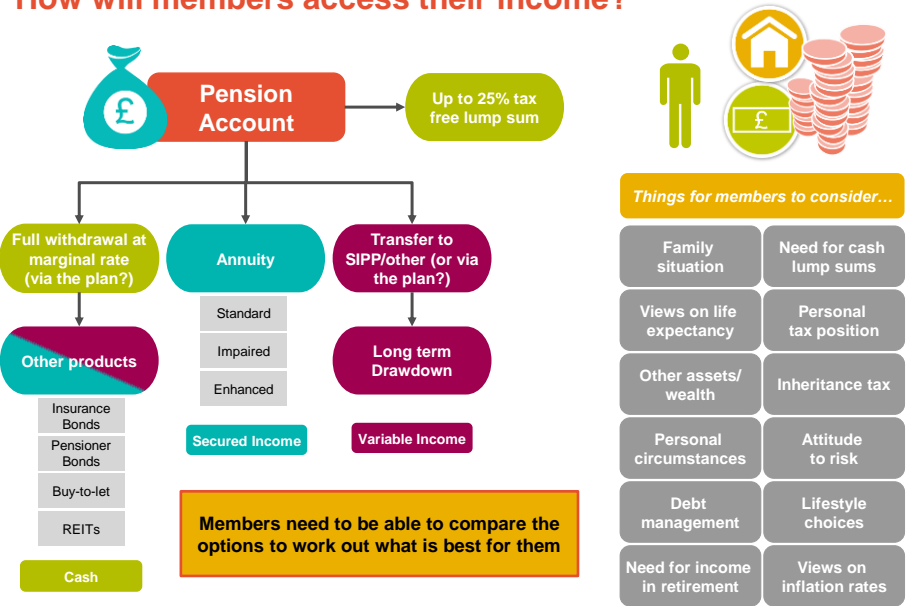 How will members access their income?
£
Pension
Account
Up to 25% tax
free lump sum
Full withdrawal at
marginal rate
(via the plan?)
Annuity
Transfer to
SIPP/other (or via
the plan?)
Other products
Standard
Impaired
Enhanced
Long term
Drawdown
Insurance
Bonds
Pensioner
Bonds
Buy-to-let
REITs
Cash
Secured Income
Variable Income
Members need to be able to compare the
options to work out what is best for them
£
Things for members to consider…
Family
situation
Need for cash
lump sums
Views on life
expectancy
Personal
tax position
Other assets/
wealth
Inheritance tax
Personal
circumstances
Attitude
to risk
Debt
management
Lifestyle
choices
Need for income
in retirement
Views on
inflation rates